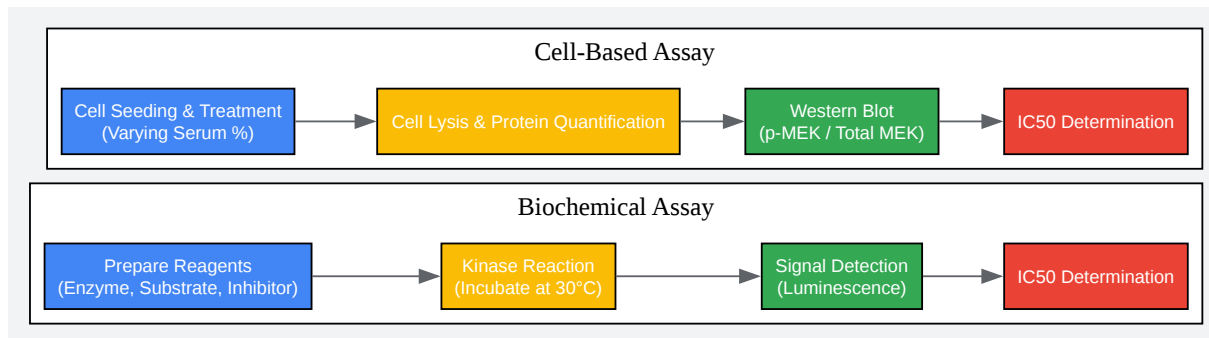 Cell-Based Assay
Cell Seeding & Treatment
(Varying Serum %)
Cell Lysis & Protein Quantification
Western Blot
(p-MEK / Total MEK)
IC50 Determination
Biochemical Assay
Prepare Reagents
(Enzyme, Substrate, Inhibitor)
Kinase Reaction
(Incubate at 30°C)
Signal Detection
(Luminescence)
IC50 Determination